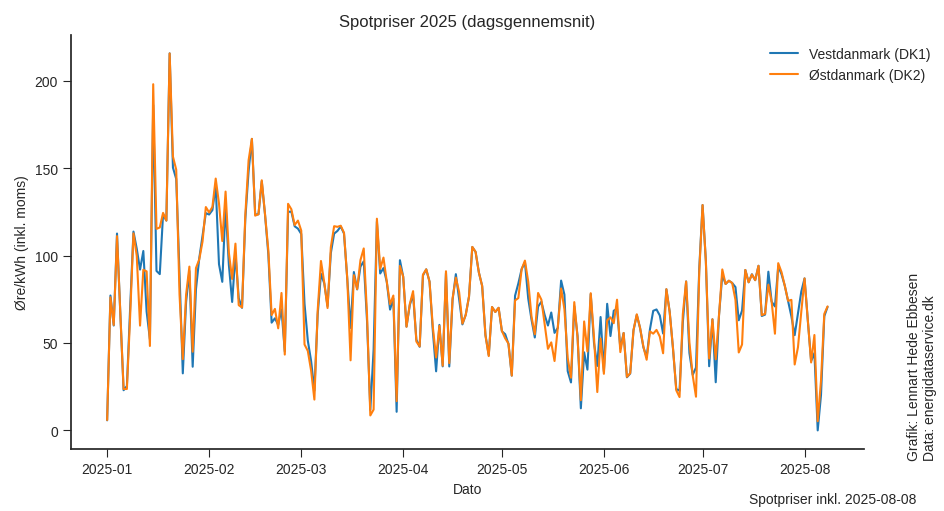 Spotpriser 2025 (dagsgennemsnit)
Vestdanmark (DK1)
Østdanmark (DK2)
Øre/kWh (inkl. moms)
200
150
100
50
0
2025-01
2025-02
2025-03
2025-04
2025-05
2025-06
2025-07
2025-08
Dato
Grafik: Lennart Hede Ebbesen
Data: energidataservice.dk
Spotpriser inkl. 2025-08-08